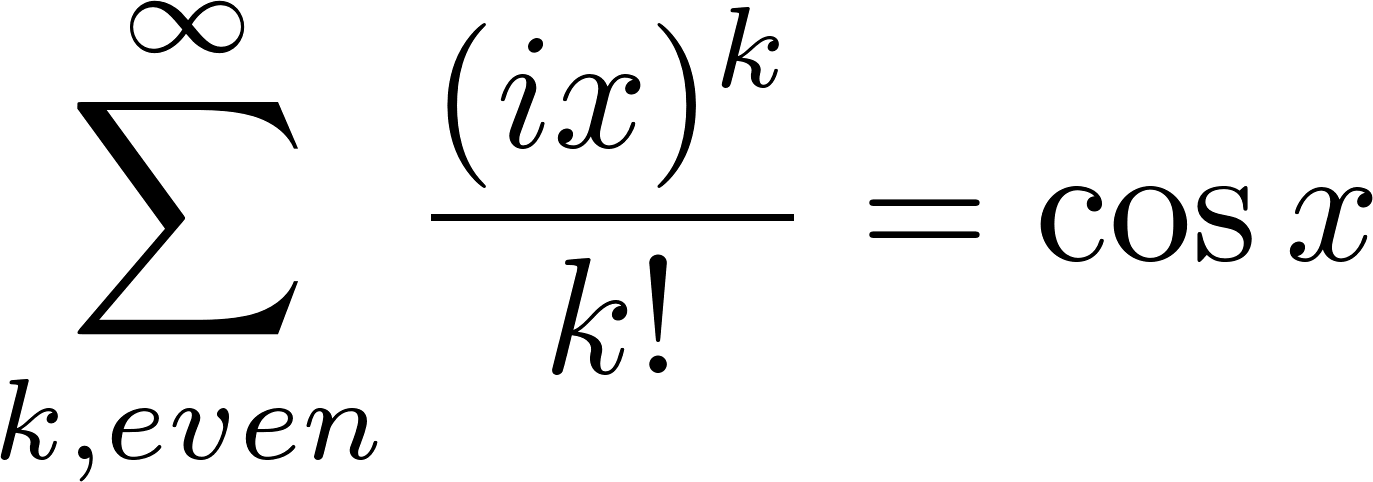 ∞
∑ (ix)^k / k! = cos x
k,even